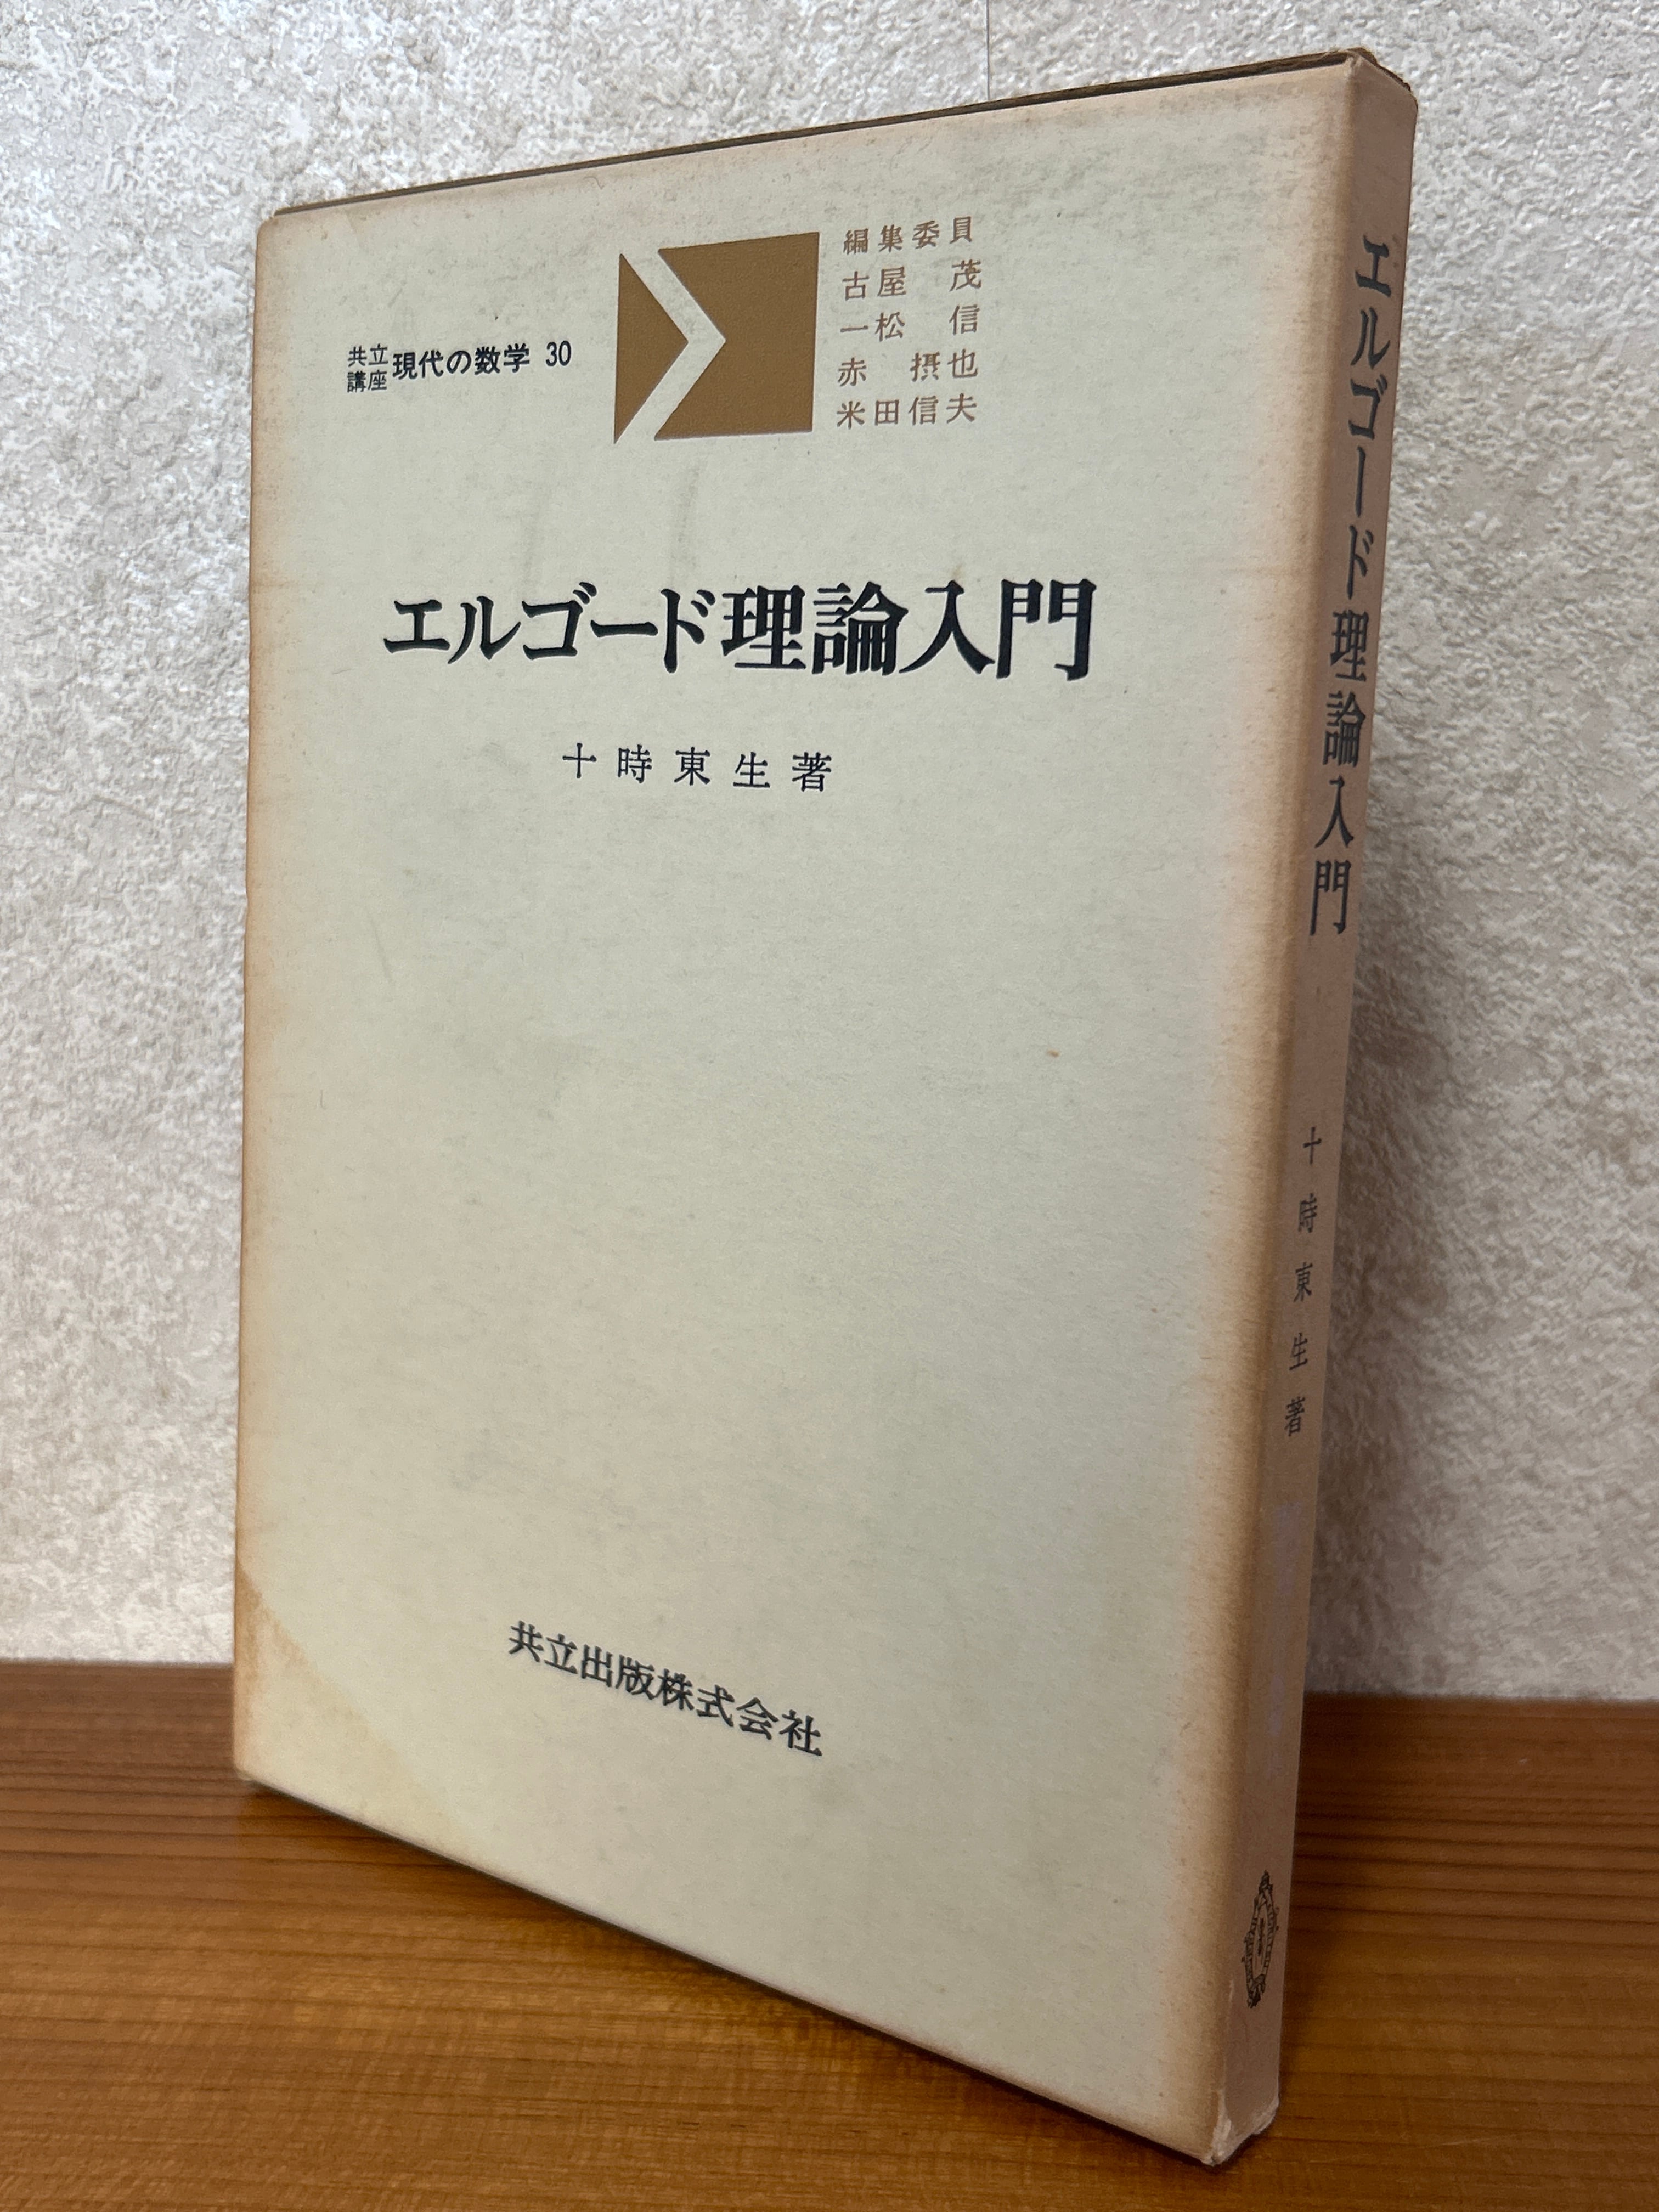 共立講座 現代の数学 30
編集委員
古屋 茂
一松 信
赤 摂也
米田信夫
エルゴード理論入門
十時東生著
共立出版株式会社
エルゴード理論入門
十時東生著